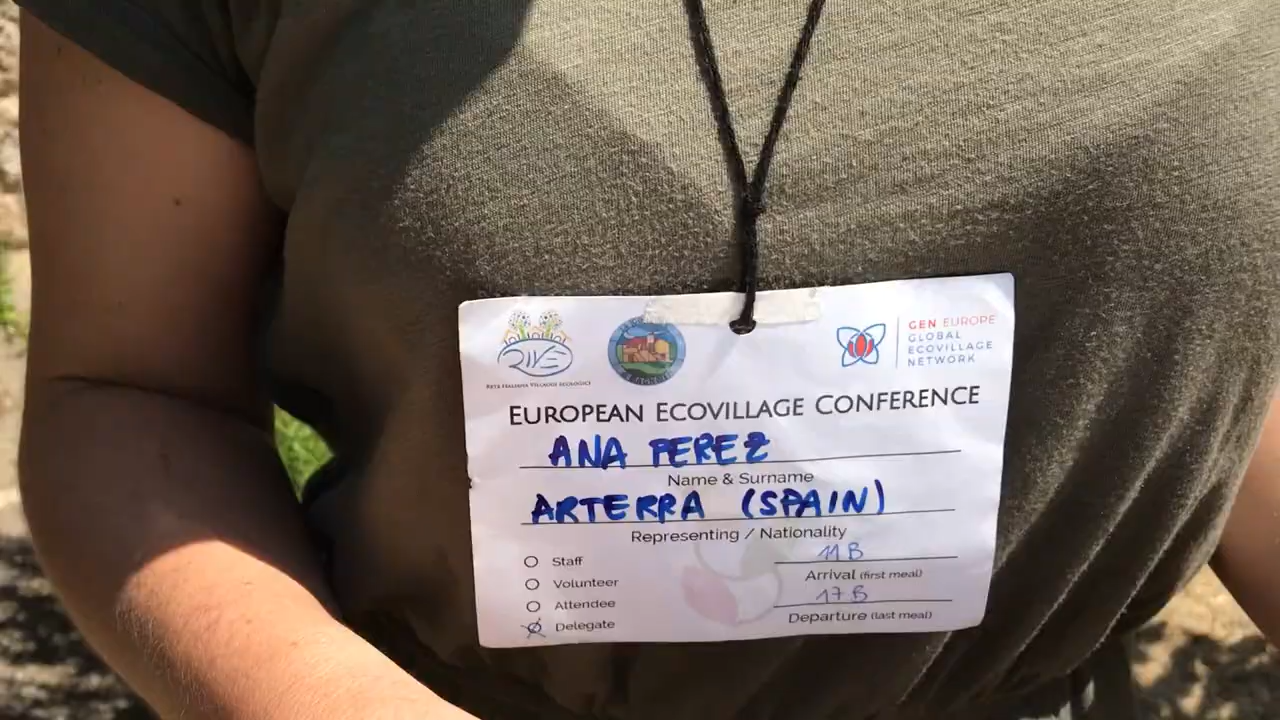 RIVE
RETE ITALIANA VILLAGGI ECOLOGICI
GEN EUROPE
GLOBAL
ECOVILLAGE
NETWORK
EUROPEAN ECOVILLAGE CONFERENCE
ANA PEREZ
Name & Surname
ARTERRA (SPAIN)
Representing / Nationality
Staff
Volunteer
Attendee
Delegate
11 B
Arrival (first meal)
17 B
Departure (last meal)